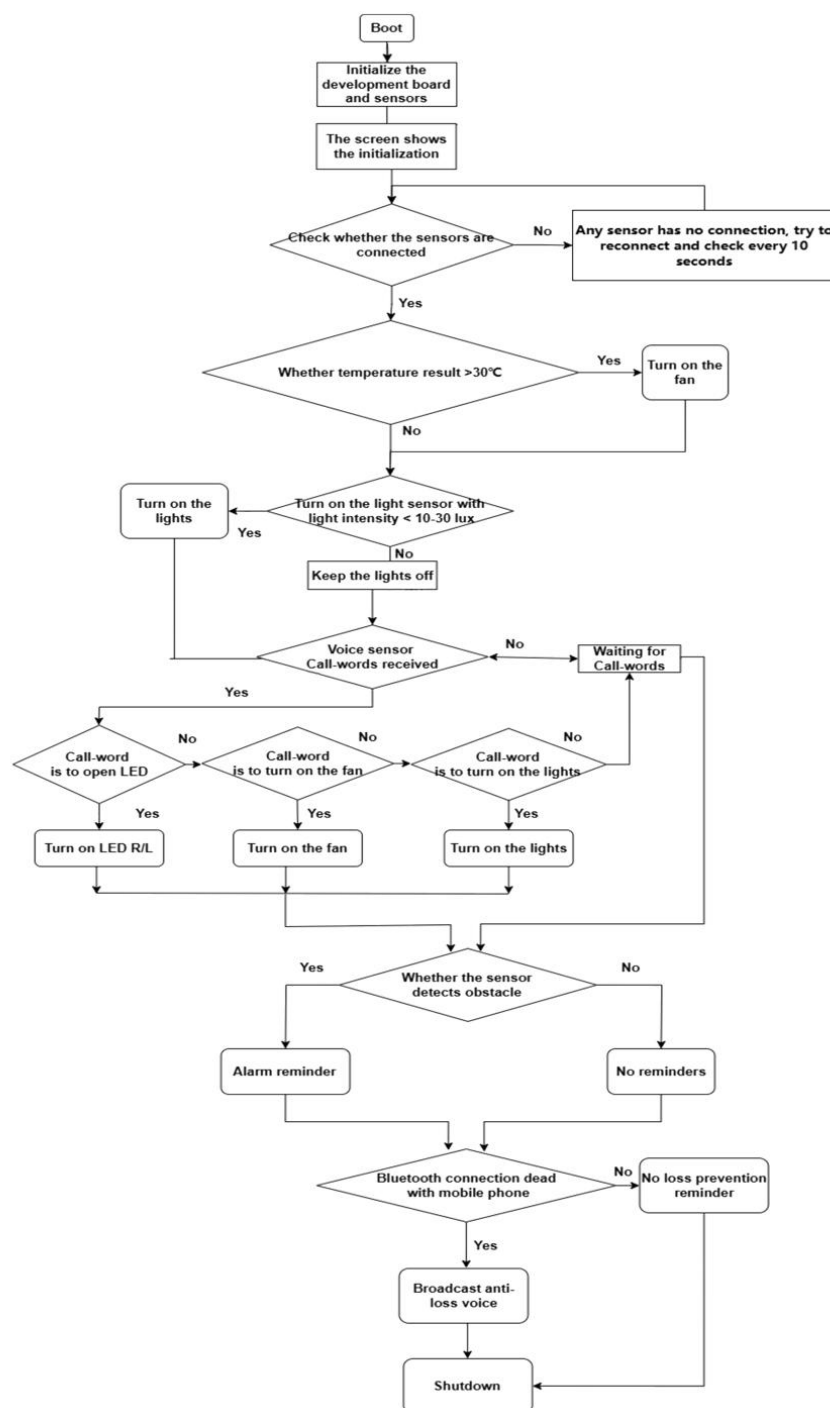 Boot
Initialize the
development board
and sensors
The screen shows
the initialization
Check whether the sensors are
connected
No
Any sensor has no connection, try to
reconnect and check every 10
seconds
Yes
Whether temperature result >30℃
Yes
Turn on the
fan
No
Turn on the
lights
Yes
Turn on the light sensor with
light intensity < 10-30 lux
No
Keep the lights off
Voice sensor
Call-words received
No
Waiting for
Call-words
Yes
Call-word
is to open LED
No
Call-word
is to turn on the fan
No
Call-word
is to turn on the lights
No
Yes
Yes
Yes
Turn on LED R/L
Turn on the fan
Turn on the lights
Yes
Whether the sensor
detects obstacle
No
Alarm reminder
No reminders
Bluetooth connection dead
with mobile phone
No
No loss prevention
reminder
Yes
Broadcast anti-
loss voice
Shutdown